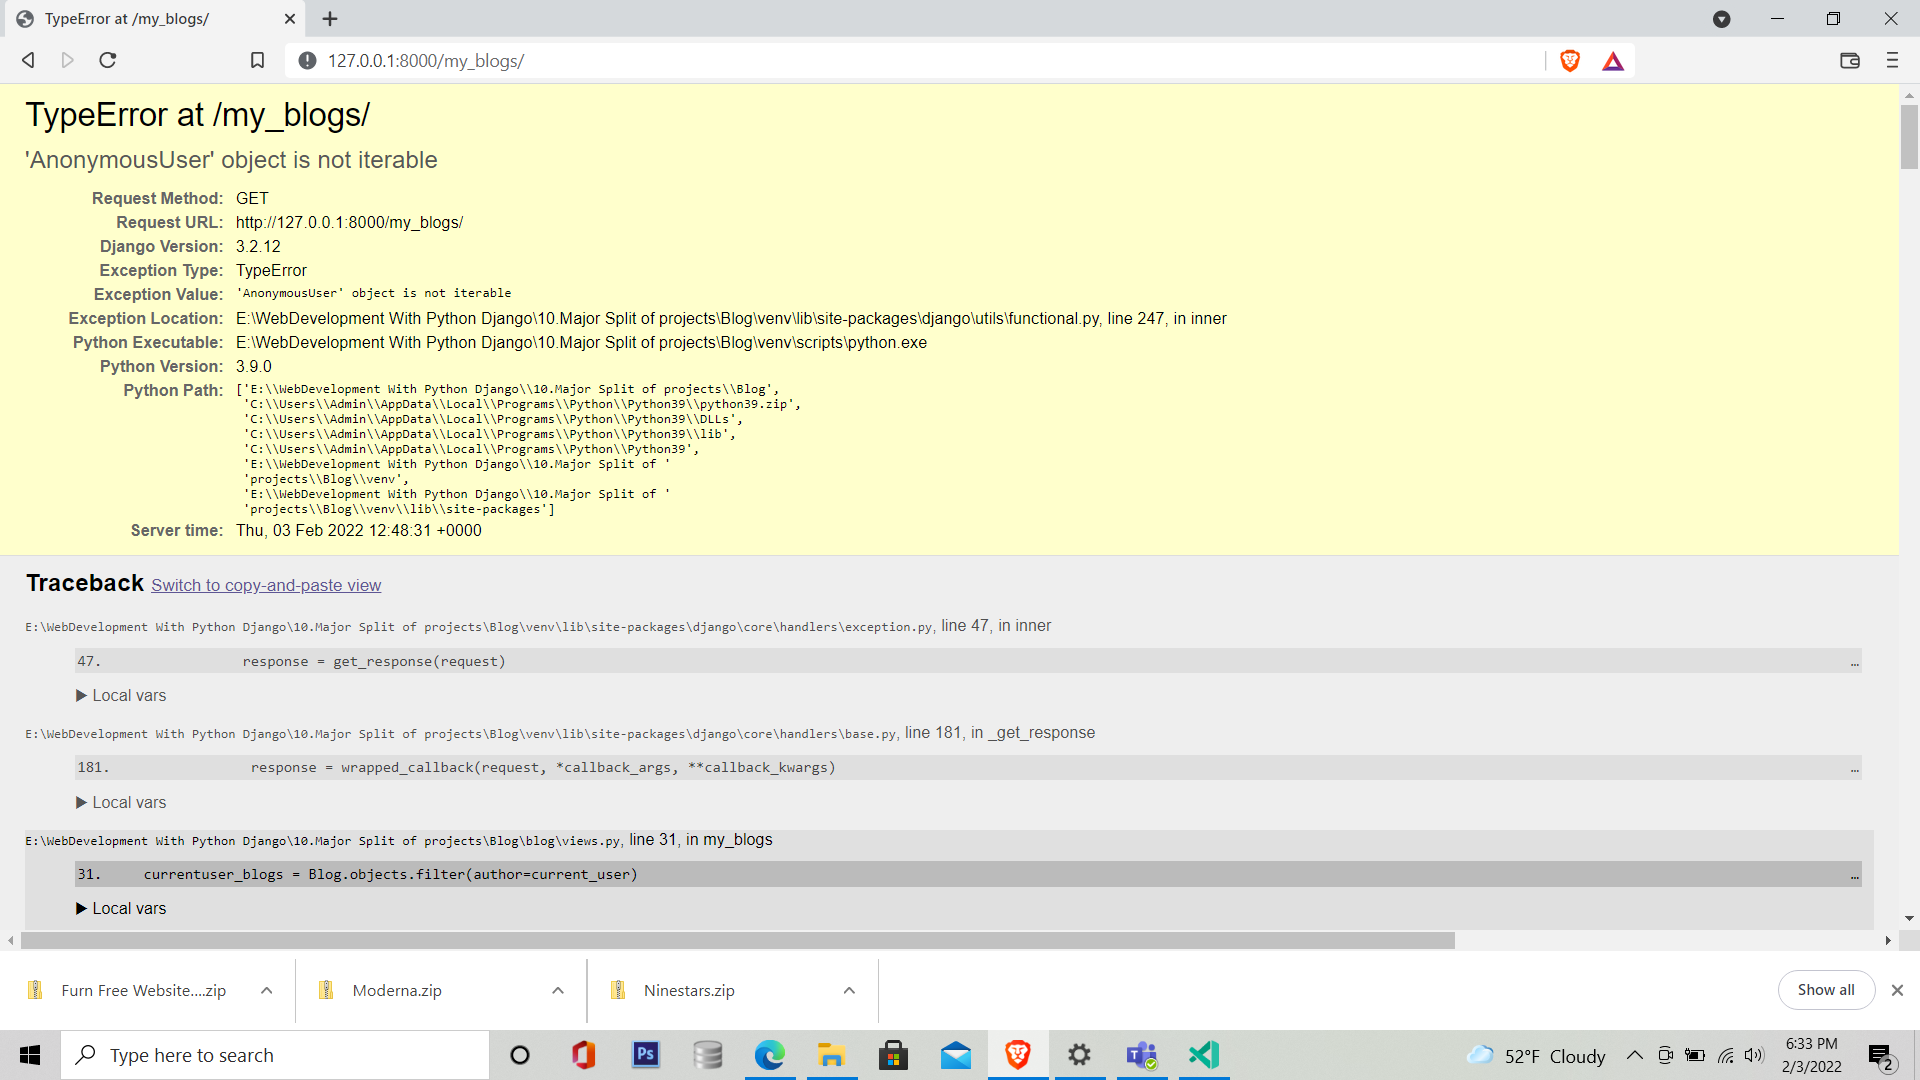 TypeError at /my_blogs/
127.0.0.1:8000/my_blogs/
TypeError at /my_blogs/
'AnonymousUser' object is not iterable
Request Method: GET
Request URL: http://127.0.0.1:8000/my_blogs/
Django Version: 3.2.12
Exception Type: TypeError
Exception Value: 'AnonymousUser' object is not iterable
Exception Location: E:\WebDevelopment With Python Django\10.Major Split of projects\Blog\venv\lib\site-packages\django\utils\functional.py, line 247, in inner
Python Executable: E:\WebDevelopment With Python Django\10.Major Split of projects\Blog\venv\scripts\python.exe
Python Version: 3.9.0
Python Path: ['E:\\WebDevelopment With Python Django\\10.Major Split of projects\\Blog',
'C:\\Users\\Admin\\AppData\\Local\\Programs\\Python\\Python39\\python39.zip',
'C:\\Users\\Admin\\AppData\\Local\\Programs\\Python\\Python39\\DLLs',
'C:\\Users\\Admin\\AppData\\Local\\Programs\\Python\\Python39\\lib',
'C:\\Users\\Admin\\AppData\\Local\\Programs\\Python\\Python39',
'E:\\WebDevelopment With Python Django\\10.Major Split of '
'projects\\Blog\\venv',
'E:\\WebDevelopment With Python Django\\10.Major Split of '
'projects\\Blog\\venv\\lib\\site-packages']
Server time: Thu, 03 Feb 2022 12:48:31 +0000
Traceback Switch to copy-and-paste view
E:\WebDevelopment With Python Django\10.Major Split of projects\Blog\venv\lib\site-packages\django\core\handlers\exception.py, line 47, in inner
47. response = get_response(request) …
▶ Local vars
E:\WebDevelopment With Python Django\10.Major Split of projects\Blog\venv\lib\site-packages\django\core\handlers\base.py, line 181, in _get_response
181. response = wrapped_callback(request, *callback_args, **callback_kwargs) …
▶ Local vars
E:\WebDevelopment With Python Django\10.Major Split of projects\Blog\blog\views.py, line 31, in my_blogs
31. currentuser_blogs = Blog.objects.filter(author=current_user) …
▶ Local vars
Furn Free Website....zip
Moderna.zip
Ninestars.zip
Show all
Type here to search
Ps
52°F Cloudy
6:33 PM
2/3/2022
2